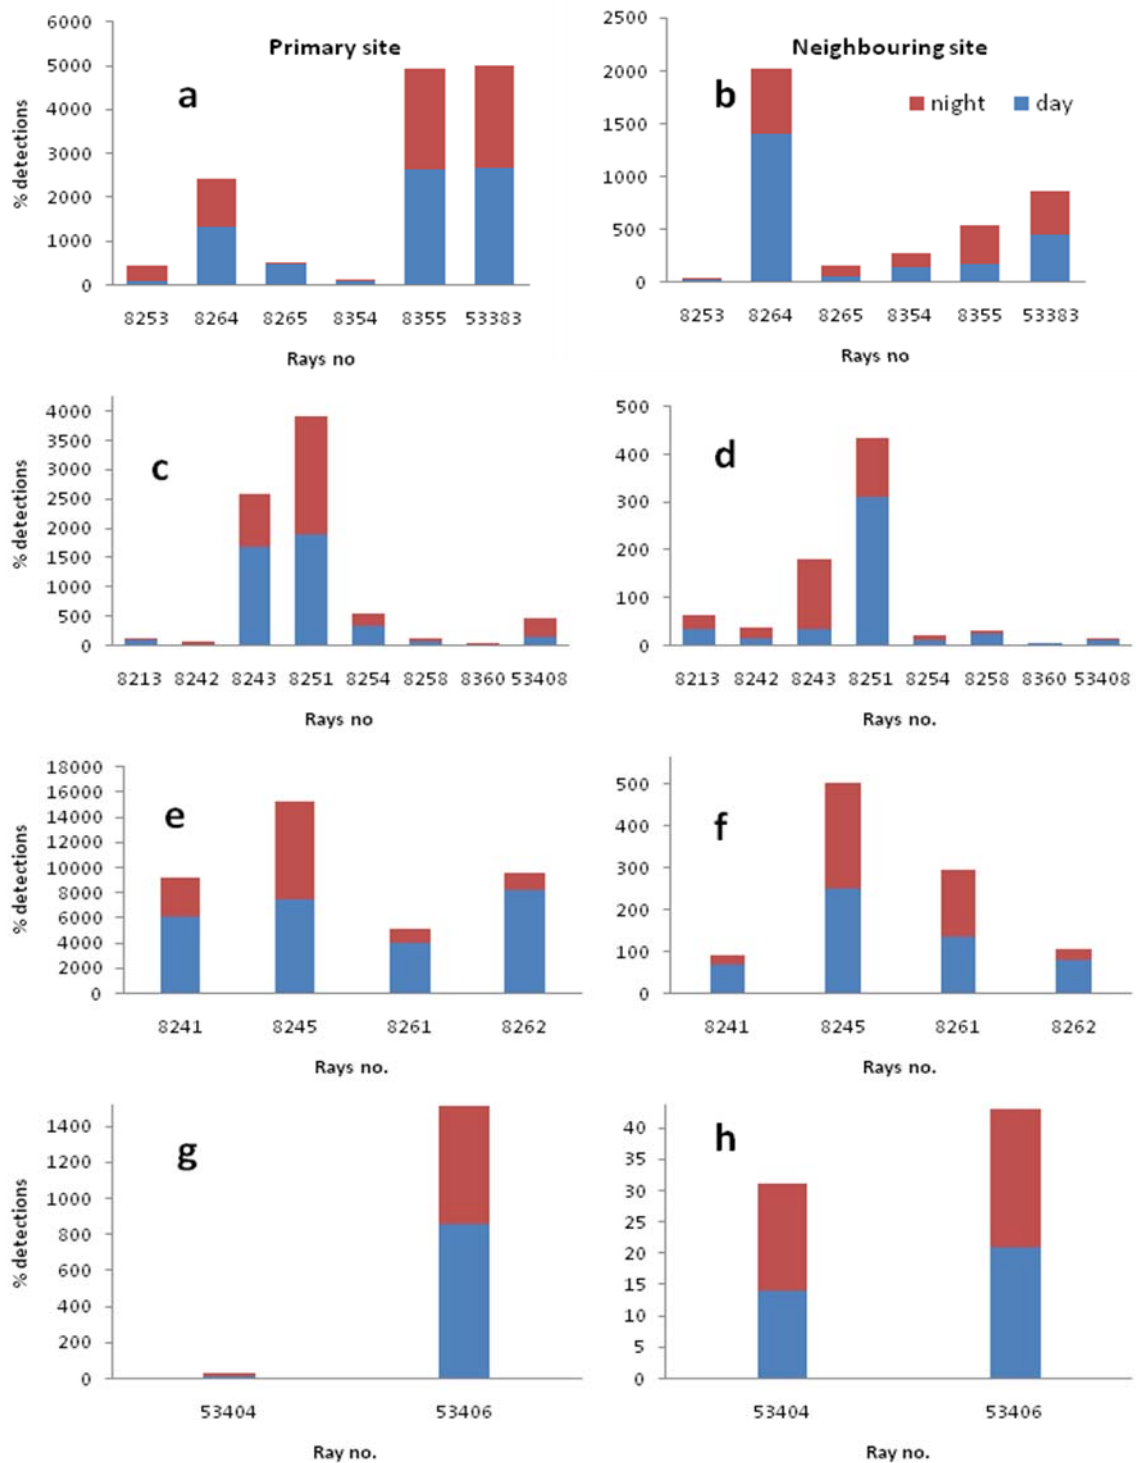 Primary site
a
% detections
6000
5000
4000
3000
2000
1000
0
8253 8264 8265 8354 8355 53383
Rays no
Neighbouring site
b
night day
2500
2000
1500
1000
500
0
8253 8264 8265 8354 8355 53383
Rays no
c
% detections
4000
3500
3000
2500
2000
1500
1000
500
0
8213 8242 8243 8251 8254 8258 8360 53408
Rays no
d
500
400
300
200
100
0
8213 8242 8243 8251 8254 8258 8360 53408
Rays no.
e
% detections
18000
16000
14000
12000
10000
8000
6000
4000
2000
0
8241 8245 8261 8262
Rays no.
f
500
400
300
200
100
0
8241 8245 8261 8262
Rays no.
g
% detections
1400
1200
1000
800
600
400
200
0
53404 53406
Ray no.
h
40
35
30
25
20
15
10
5
0
53404 53406
Ray no.